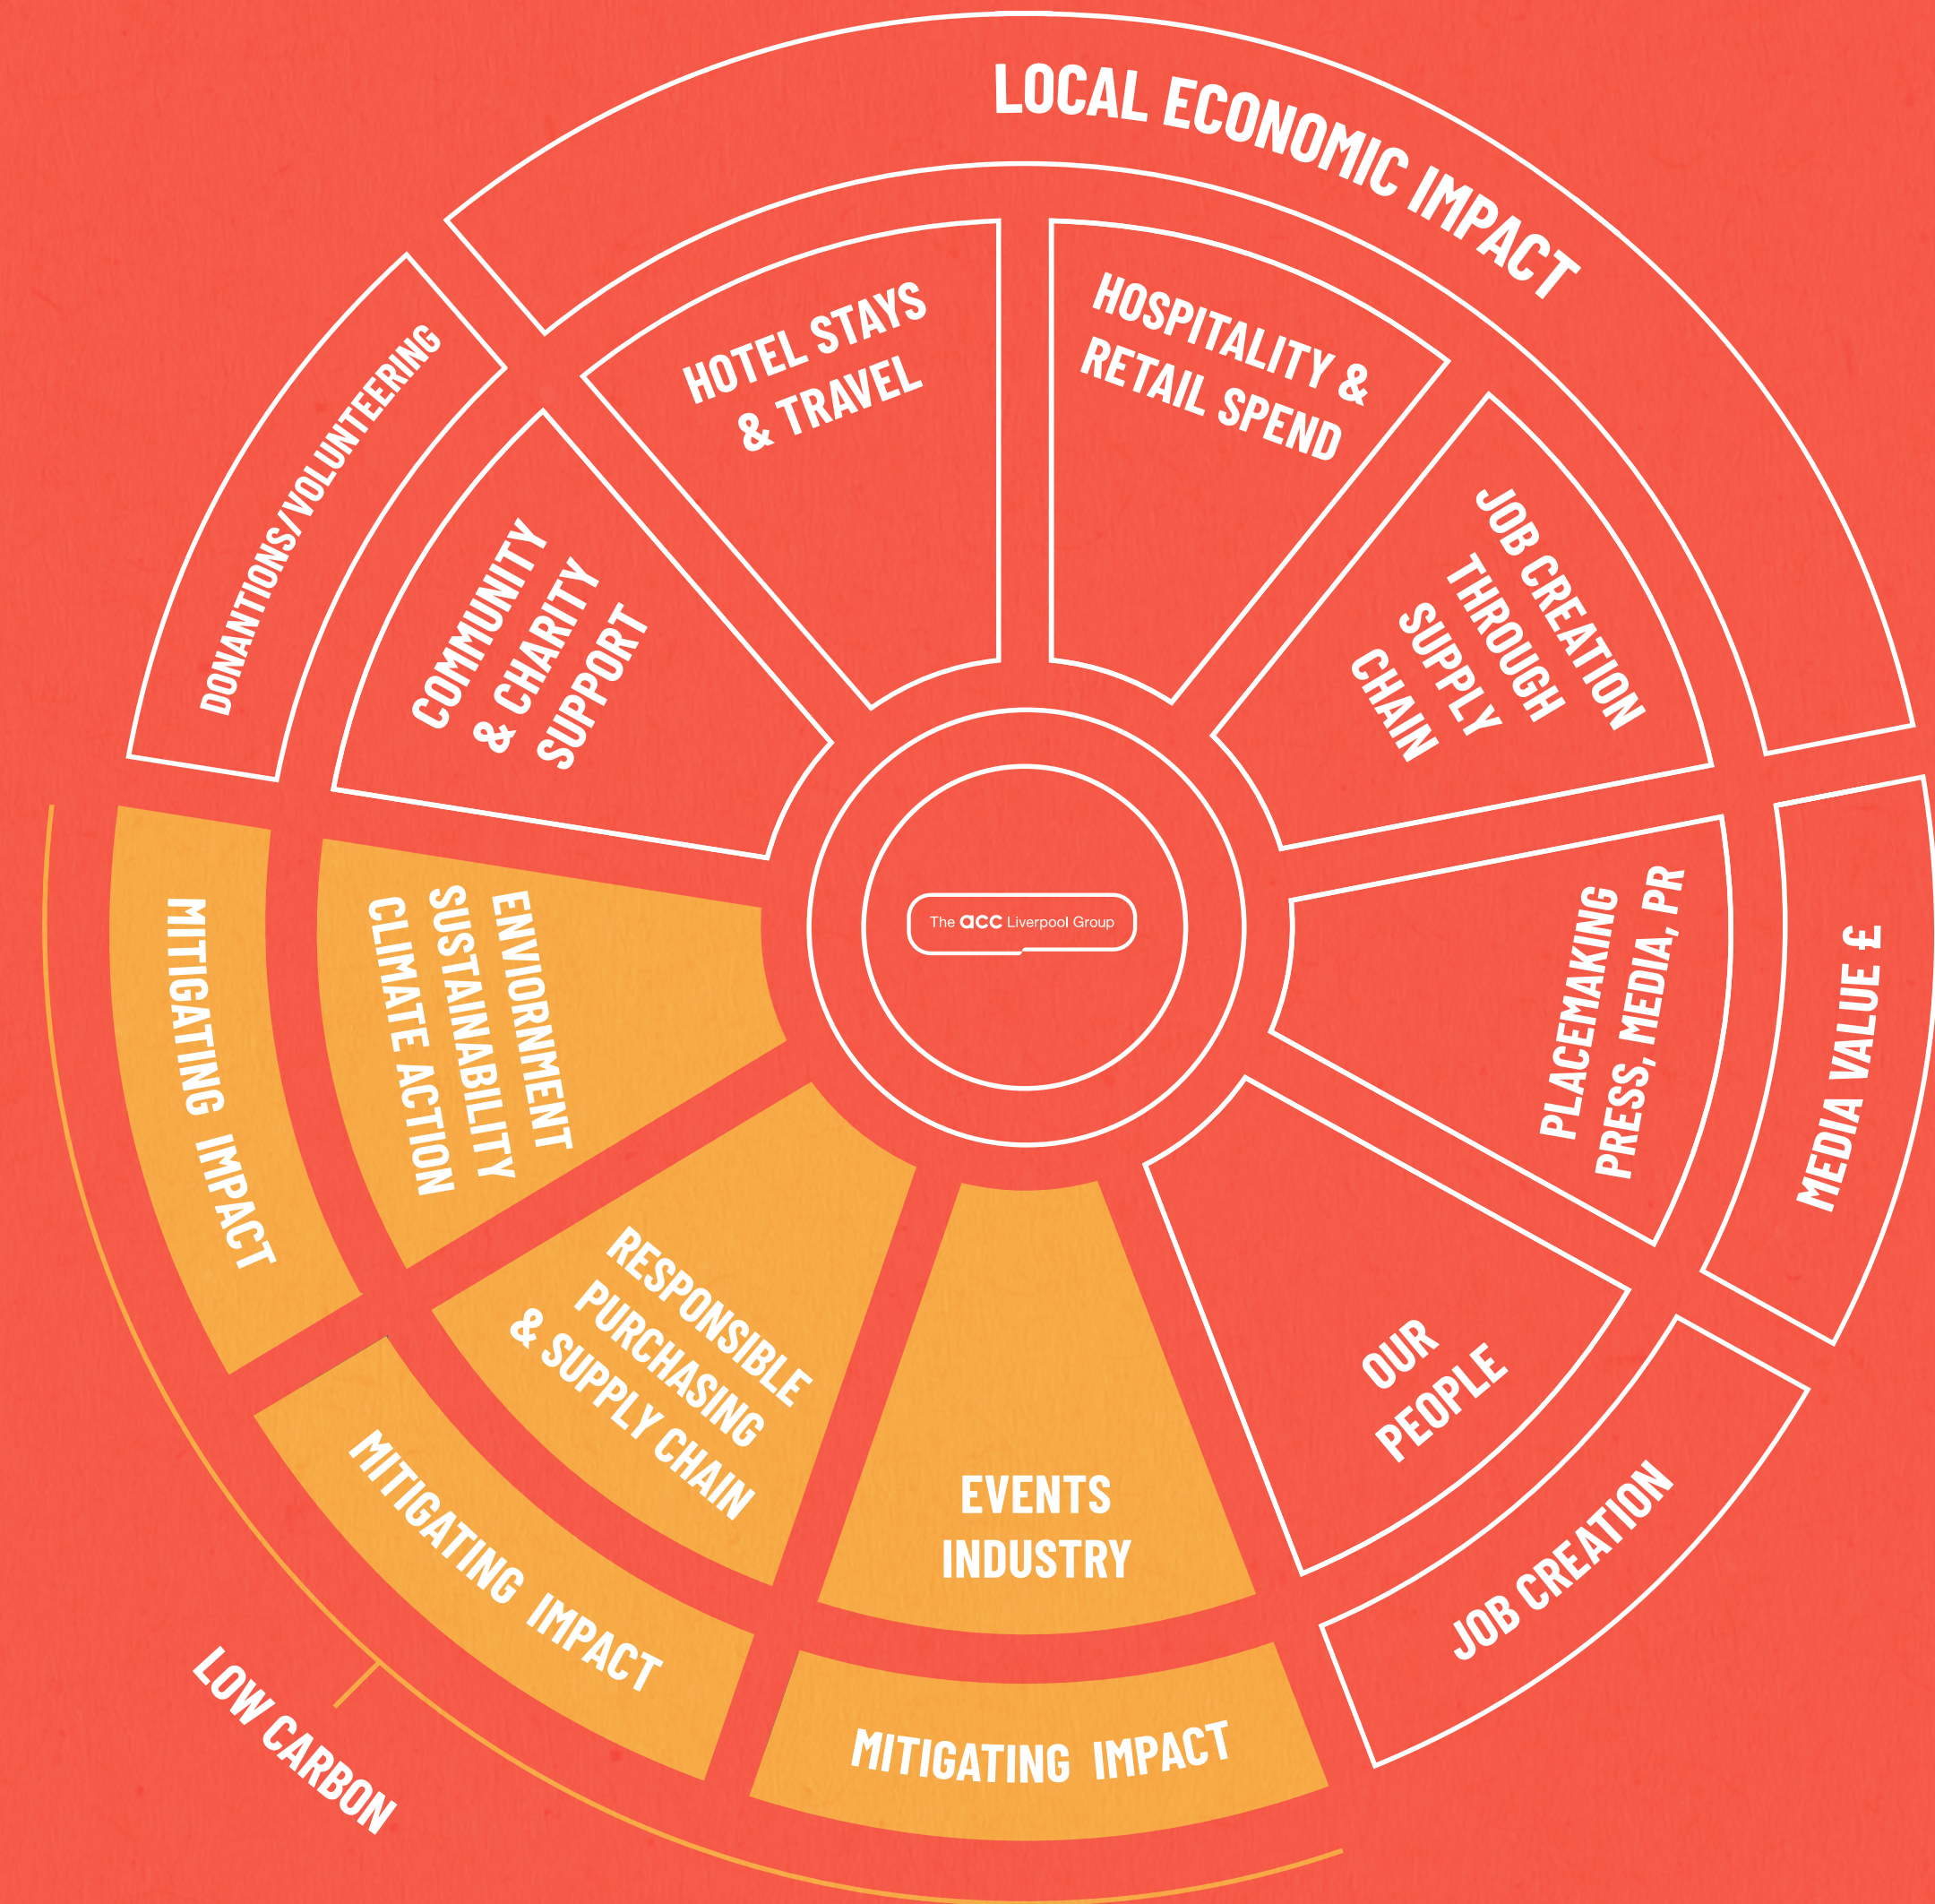 LOCAL ECONOMIC IMPACT
HOTEL STAYS
& TRAVEL
HOSPITALITY &
RETAIL SPEND
JOB CREATION
THROUGH
SUPPLY
CHAIN
PLACEMAKING
PRESS, MEDIA, PR
MEDIA VALUE £
OUR
PEOPLE
JOB CREATION
EVENTS
INDUSTRY
MITIGATING IMPACT
RESPONSIBLE
PURCHASING
& SUPPLY CHAIN
MITIGATING IMPACT
ENVIORNMENT
SUSTAINABILITY
CLIMATE ACTION
MITIGATING IMPACT
LOW CARBON
COMMUNITY
& CHARITY
SUPPORT
DONANTIONS/VOLUNTEERING
The acc Liverpool Group